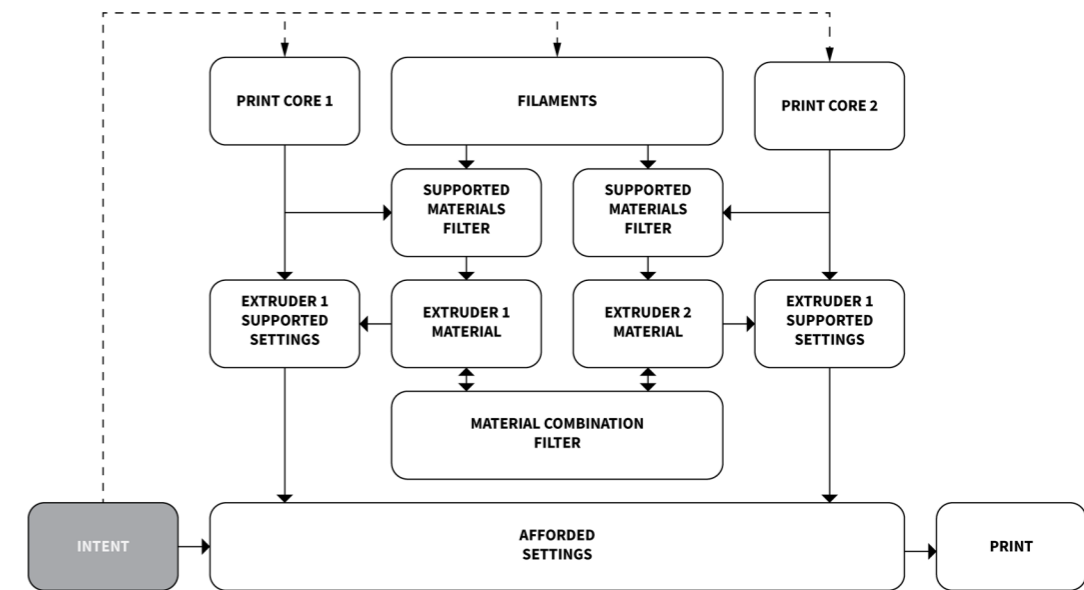 PRINT CORE 1
FILAMENTS
PRINT CORE 2
SUPPORTED
MATERIALS
FILTER
SUPPORTED
MATERIALS
FILTER
EXTRUDER 1
SUPPORTED
SETTINGS
EXTRUDER 1
MATERIAL
EXTRUDER 2
MATERIAL
EXTRUDER 1
SUPPORTED
SETTINGS
MATERIAL COMBINATION
FILTER
INTENT
AFFORDED
SETTINGS
PRINT